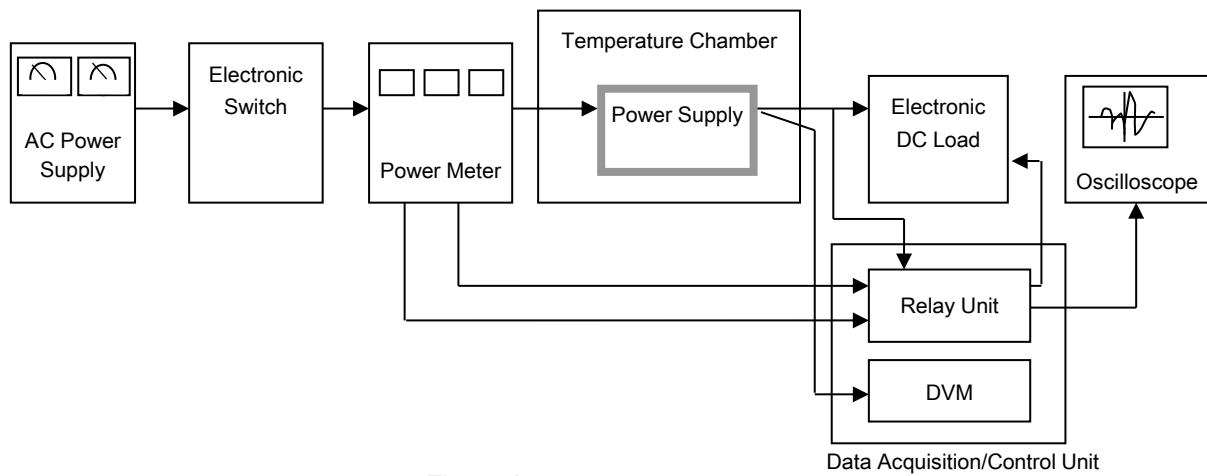 Temperature Chamber
Electronic
Switch
Power Supply
Electronic
DC Load
AC Power
Supply
Power Meter
Oscilloscope
Relay Unit
DVM
Data Acquisition/Control Unit